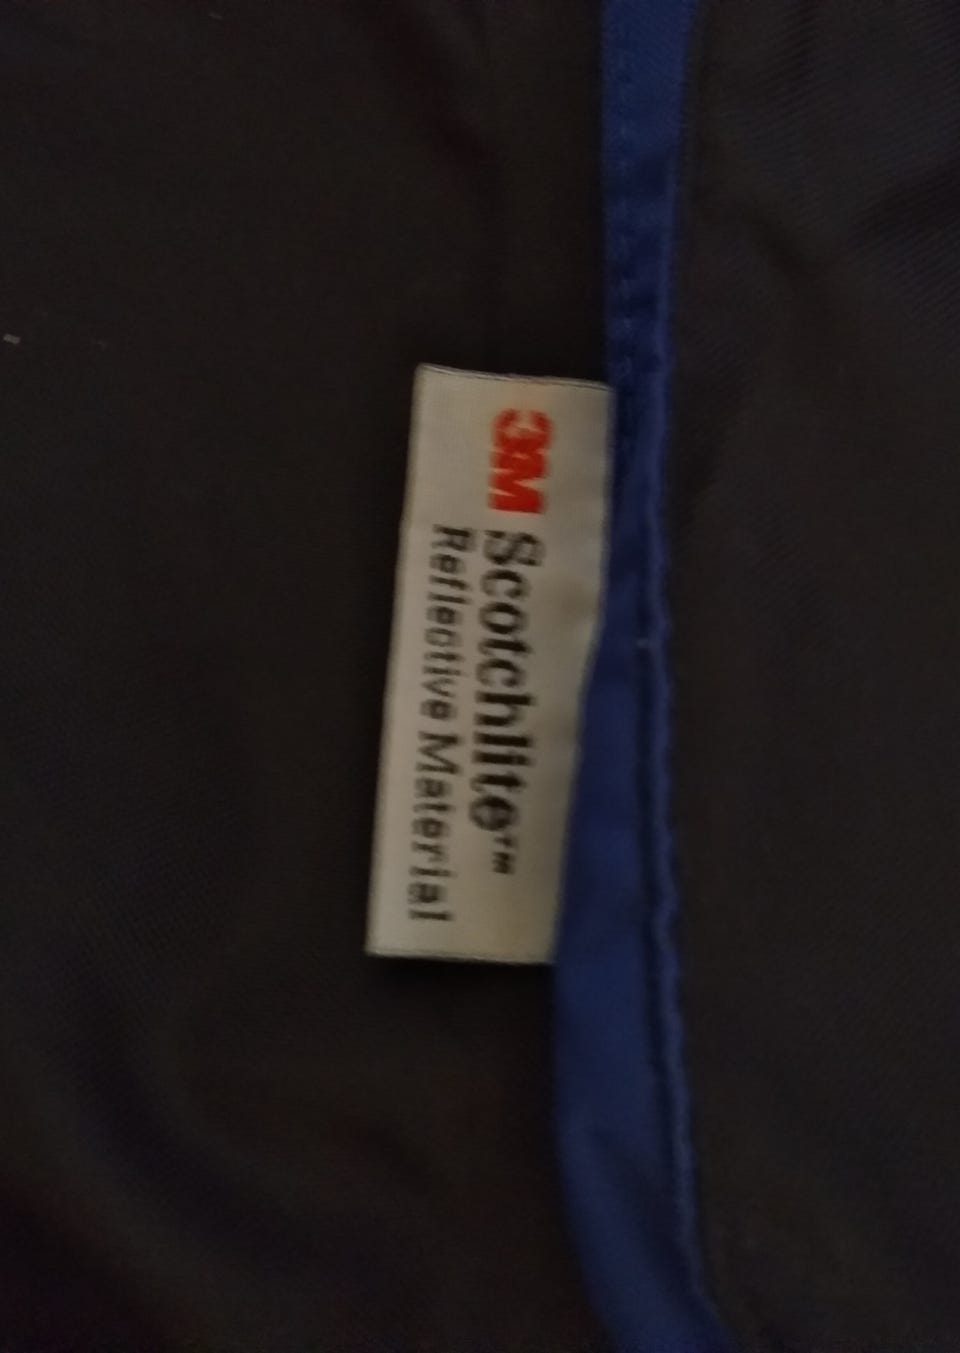 3M Scotchlite™
Reflective Material